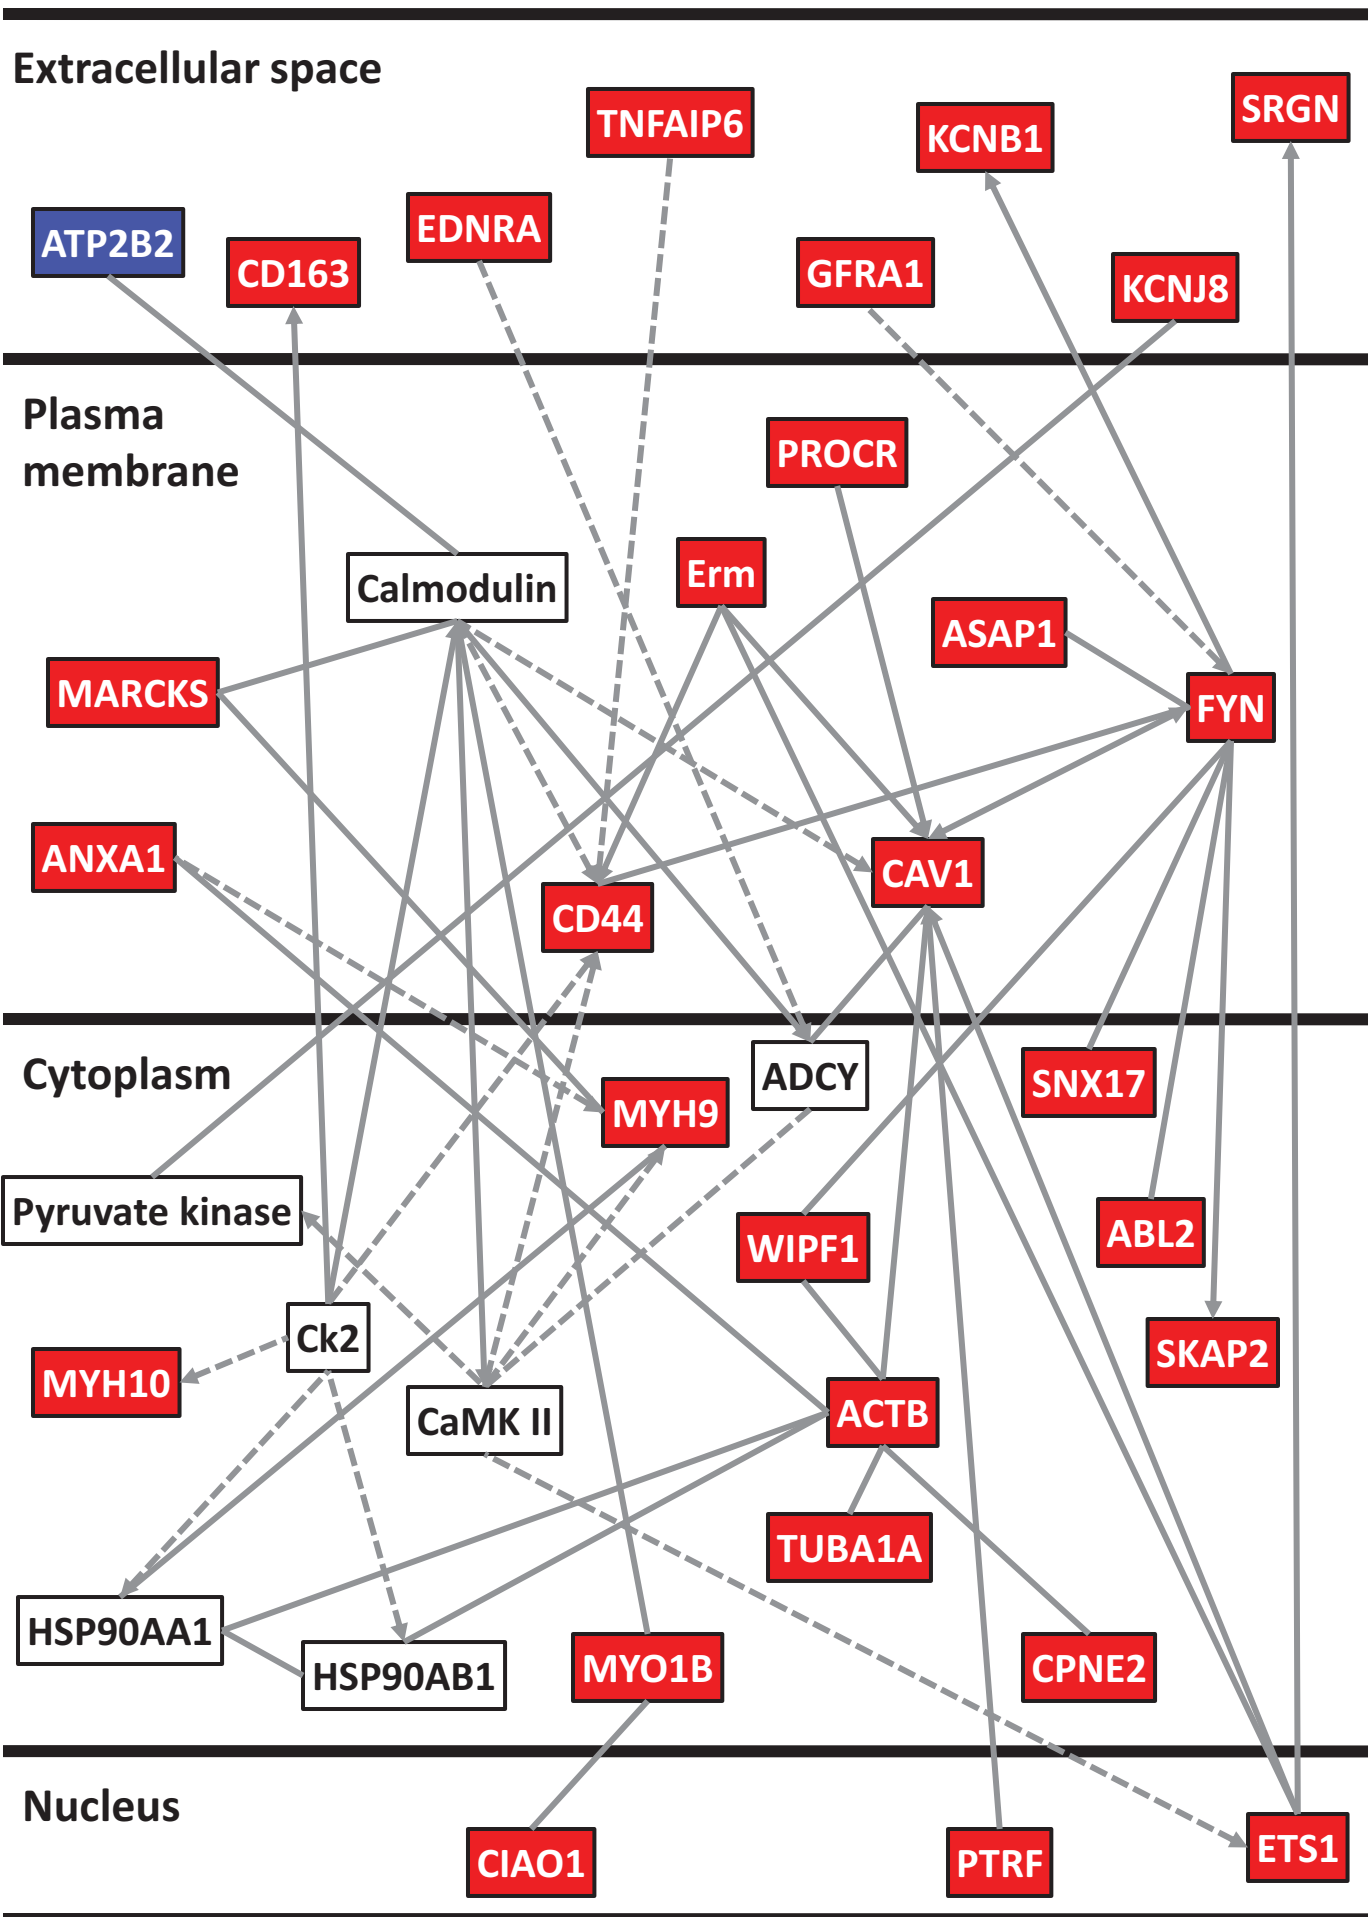 Extracellular space
SRGN
TNFAIP6
KCNB1
EDNRA
ATP2B2
CD163
GFRA1
KCNJ8
Plasma
membrane
PROCR
Calmodulin
Erm
ASAP1
MARCKS
FYN
ANXA1
CAV1
CD44
Cytoplasm
ADCY
SNX17
MYH9
Pyruvate kinase
WIPF1
ABL2
Ck2
SKAP2
MYH10
CaMK II
ACTB
TUBA1A
HSP90AA1
HSP90AB1
MYO1B
CPNE2
Nucleus
CIAO1
PTRF
ETS1